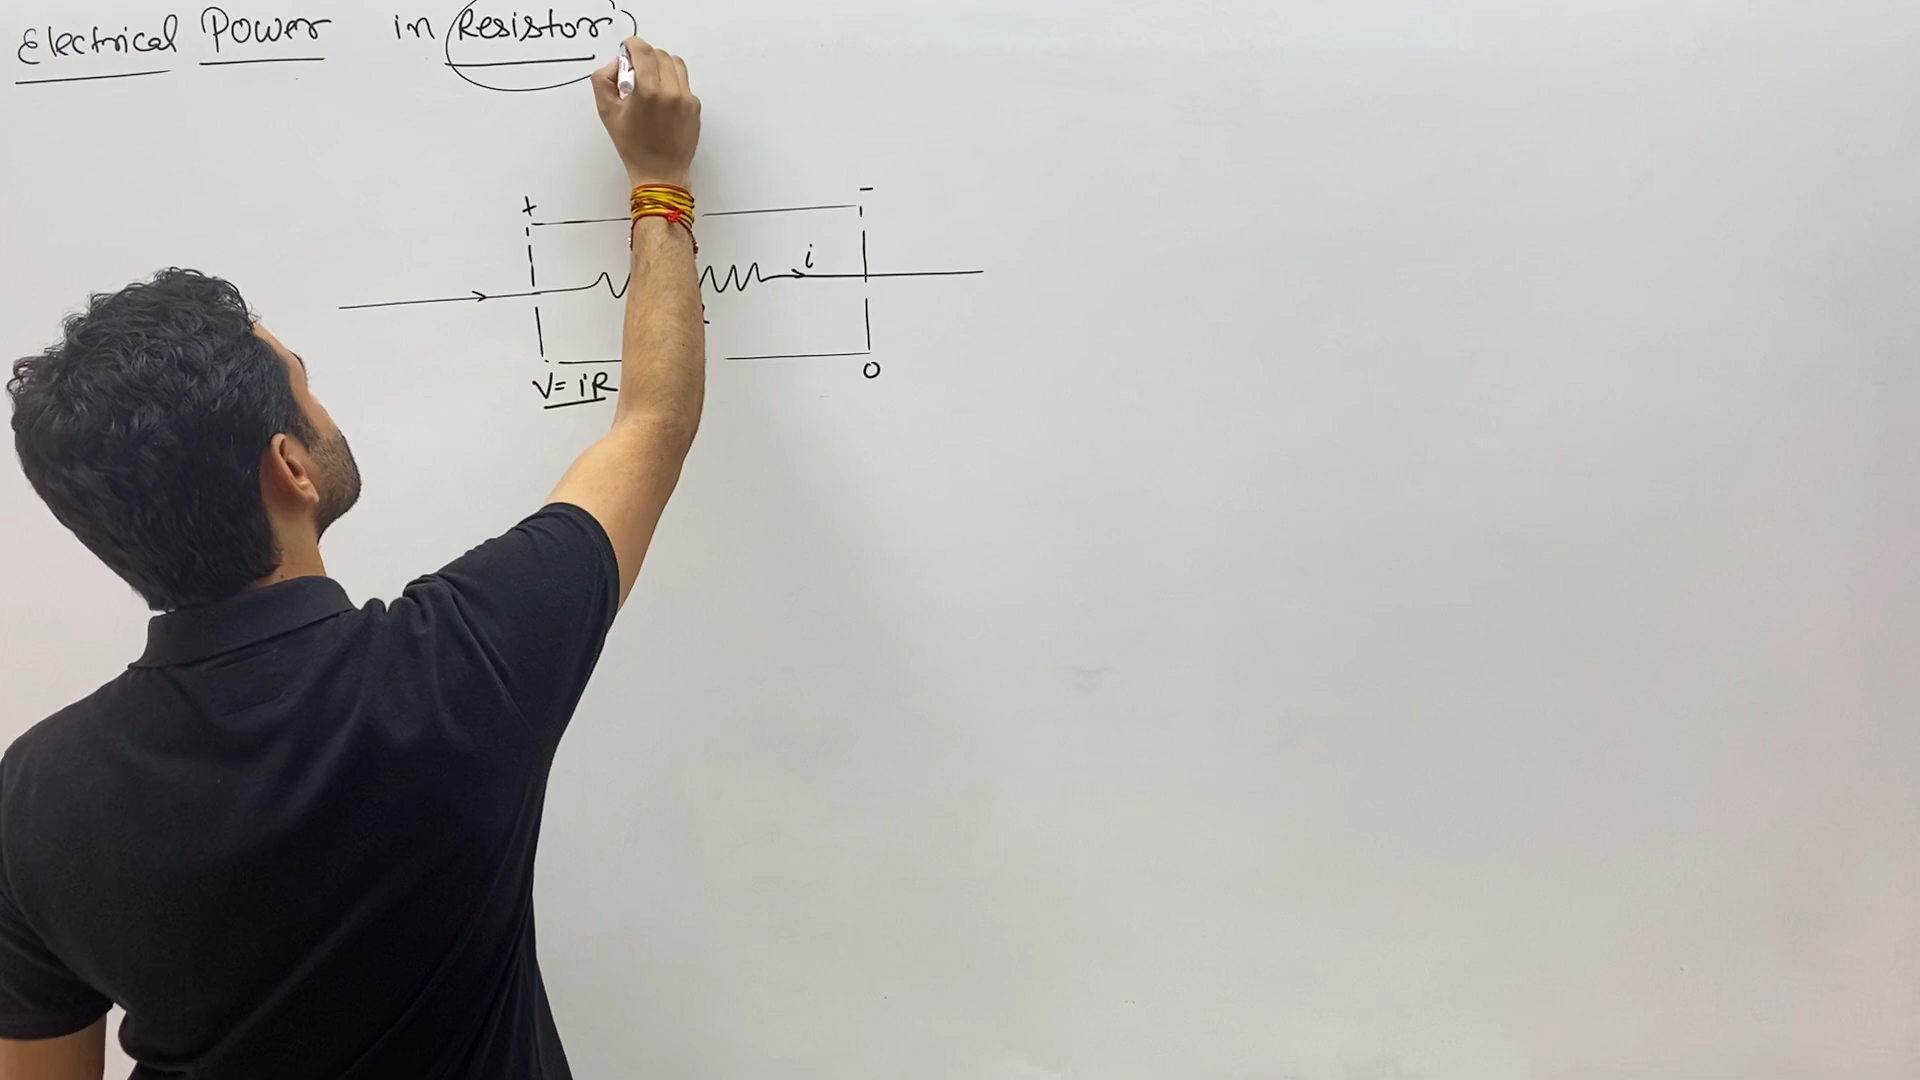 Electrical Power in Resistor
+ -
i
V= iR 0